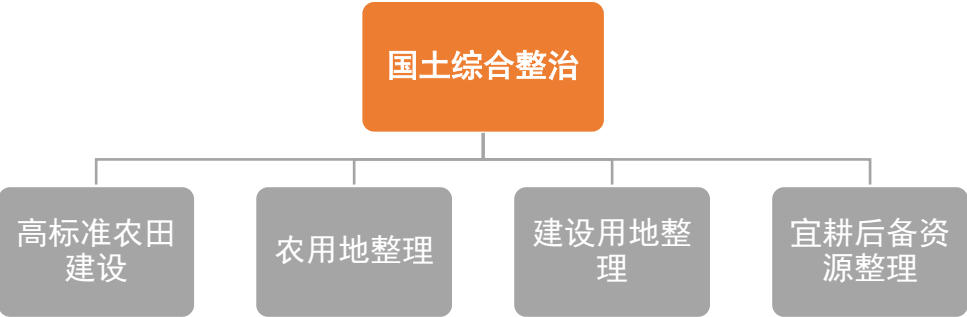 国土综合整治
高标准农田
建设
农用地整理
建设用地整
理
宜耕后备资
源整理